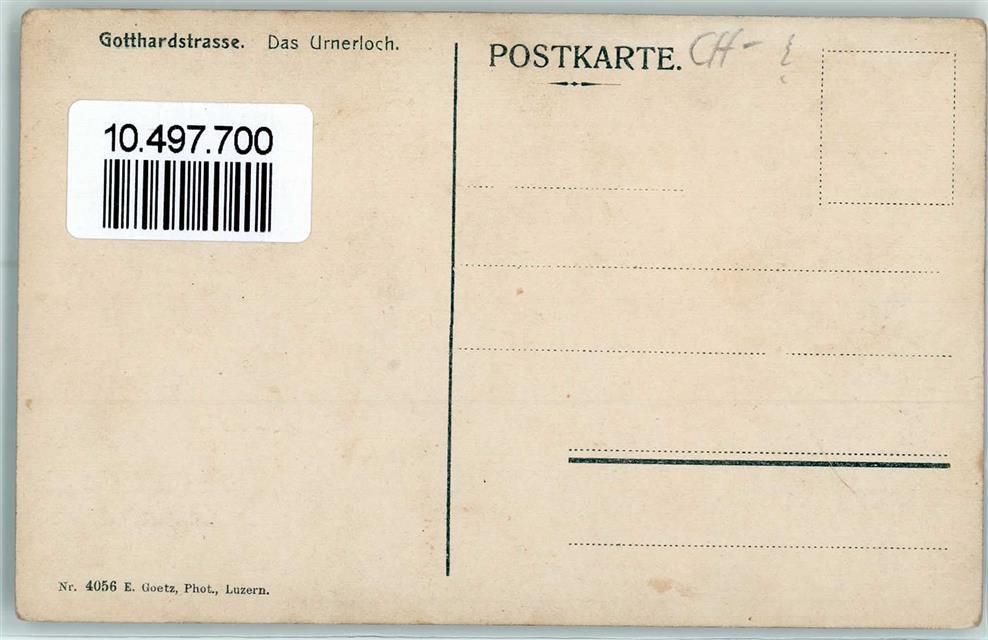 Gotthardstrasse. Das Urnerloch.
10.497.700
POSTKARTE.
CH-
Nr. 4056 E. Goetz, Phot., Luzern.